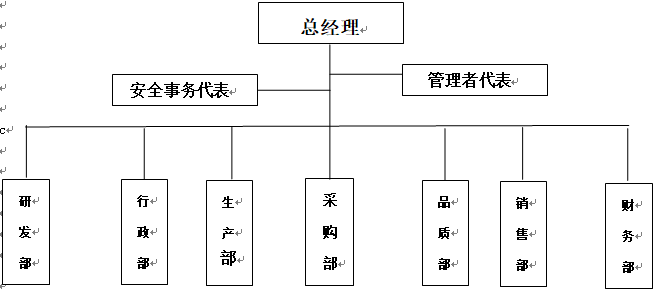 总经理
管理者代表
安全事务代表
c
研发部
行政部
生产部
采购部
品质部
销售部
财务部